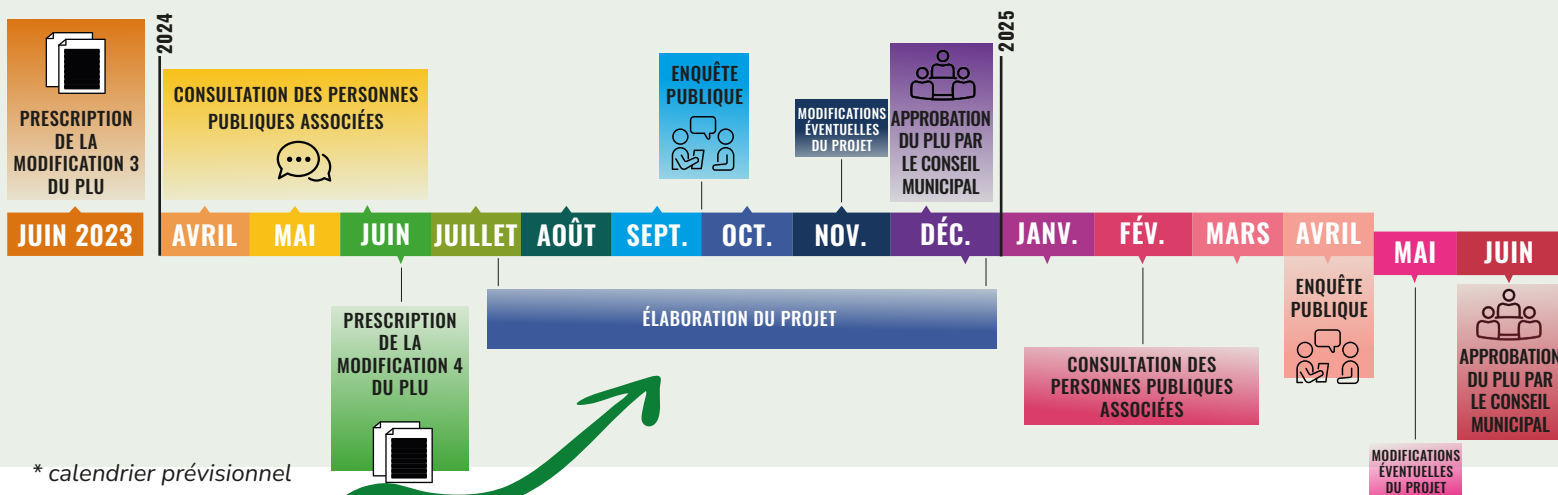 2024
2025
PRESCRIPTION
DE LA
MODIFICATION 3
DU PLU
CONSULTATION DES PERSONNES
PUBLIQUES ASSOCIÉES
ENQUÊTE
PUBLIQUE
MODIFICATIONS
ÉVENTUELLES
DU PROJET
APPROBATION
DU PLU PAR
LE CONSEIL
MUNICIPAL
JUIN 2023
AVRIL
MAI
JUIN
JUILLET
AOÛT
SEPT.
OCT.
NOV.
DÉC.
JANV.
FÉV.
MARS
AVRIL
MAI
JUIN
PRESCRIPTION
DE LA
MODIFICATION 4
DU PLU
ÉLABORATION DU PROJET
CONSULTATION DES
PERSONNES PUBLIQUES
ASSOCIÉES
ENQUÊTE
PUBLIQUE
MODIFICATIONS
ÉVENTUELLES
DU PROJET
APPROBATION
DU PLU PAR
LE CONSEIL
MUNICIPAL
* calendrier prévisionnel